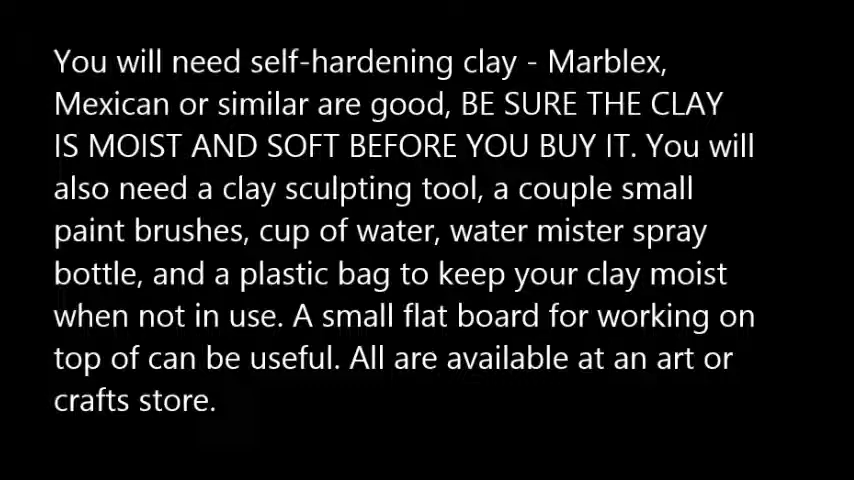 You will need self-hardening clay - Marblex,
Mexican or similar are good, BE SURE THE CLAY
IS MOIST AND SOFT BEFORE YOU BUY IT. You will
also need a clay sculpting tool, a couple small
paint brushes, cup of water, water mister spray
bottle, and a plastic bag to keep your clay moist
when not in use. A small flat board for working on
top of can be useful. All are available at an art or
crafts store.